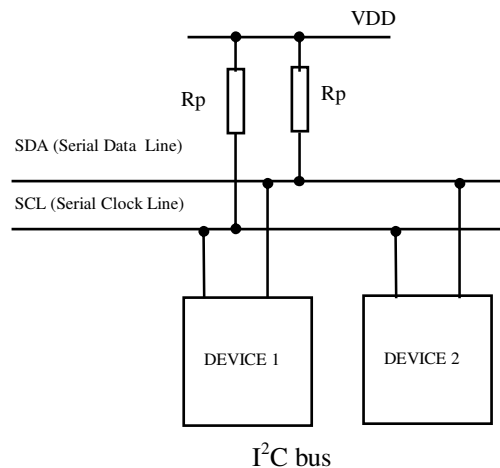 VDD
Rp
Rp
SDA (Serial Data Line)
SCL (Serial Clock Line)
DEVICE 1
DEVICE 2
I²C bus